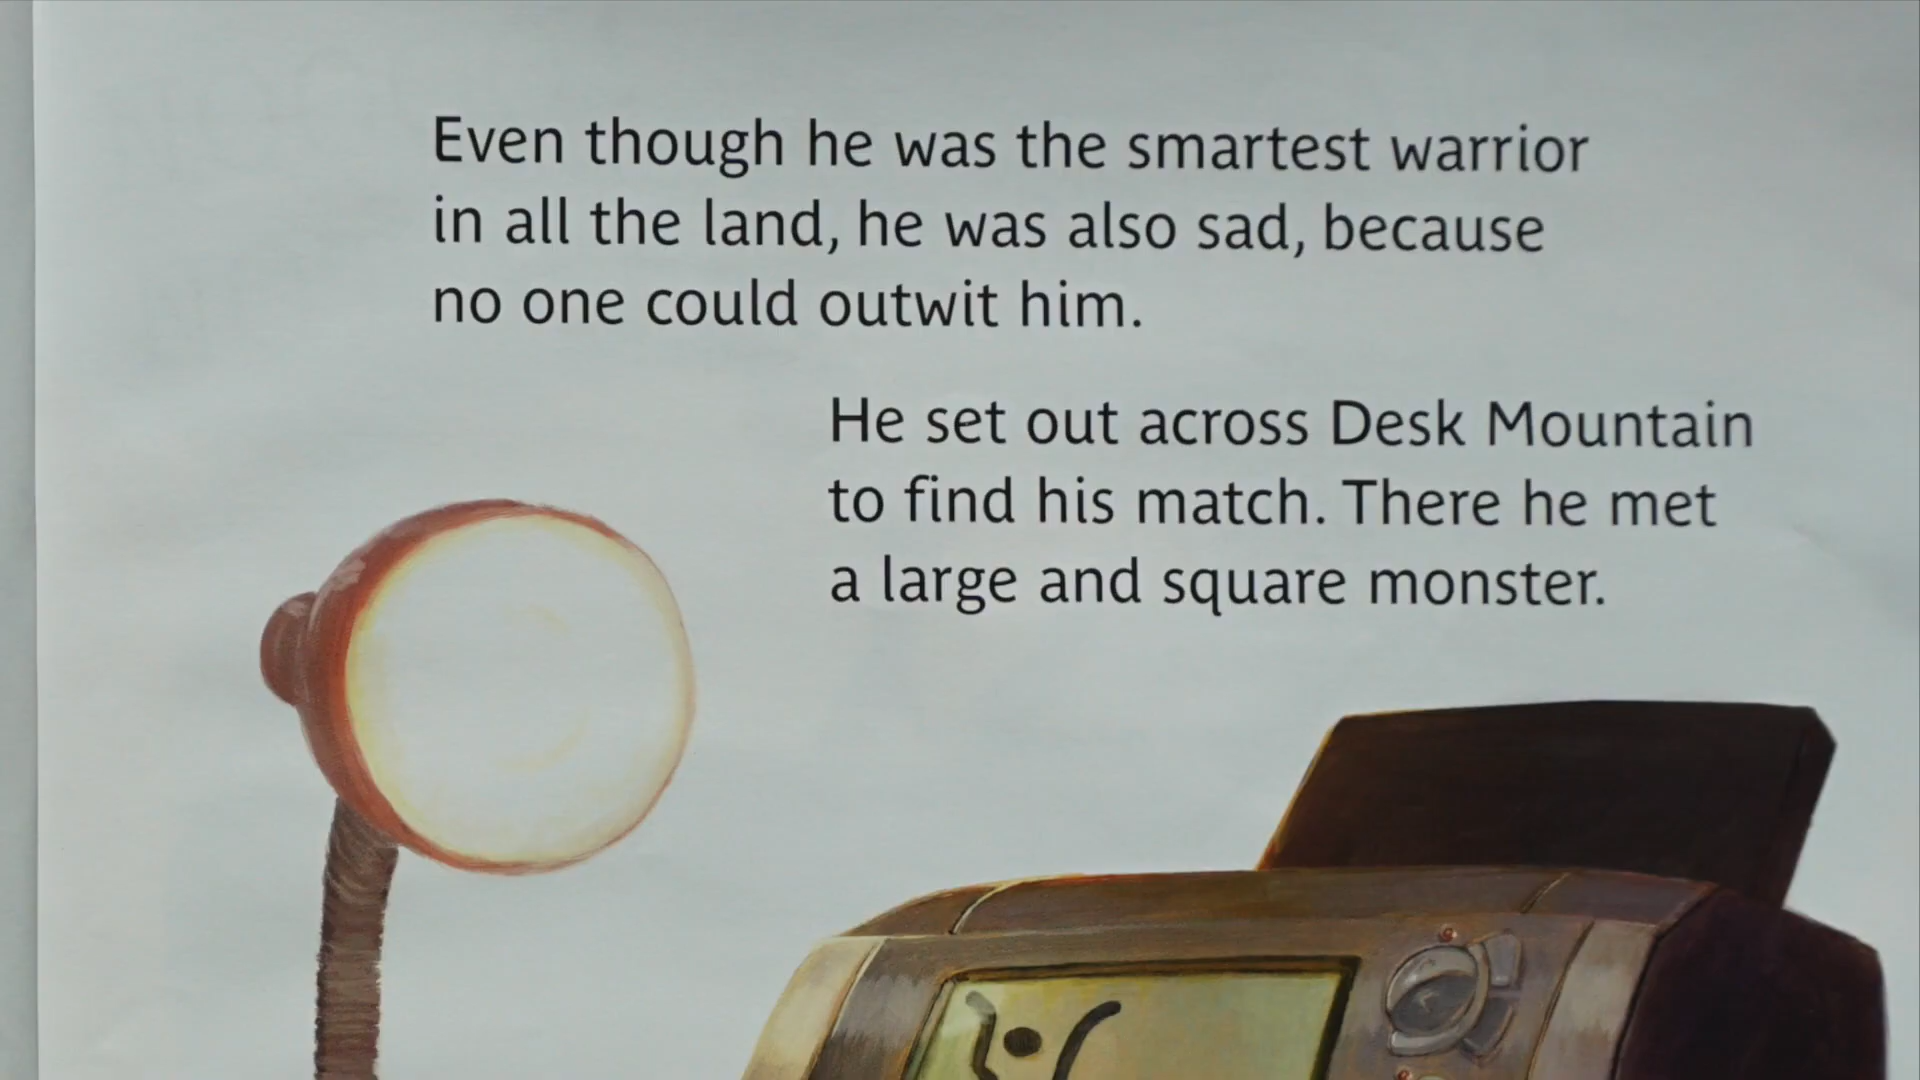 Even though he was the smartest warrior
in all the land, he was also sad, because
no one could outwit him.
He set out across Desk Mountain
to find his match. There he met
a large and square monster.